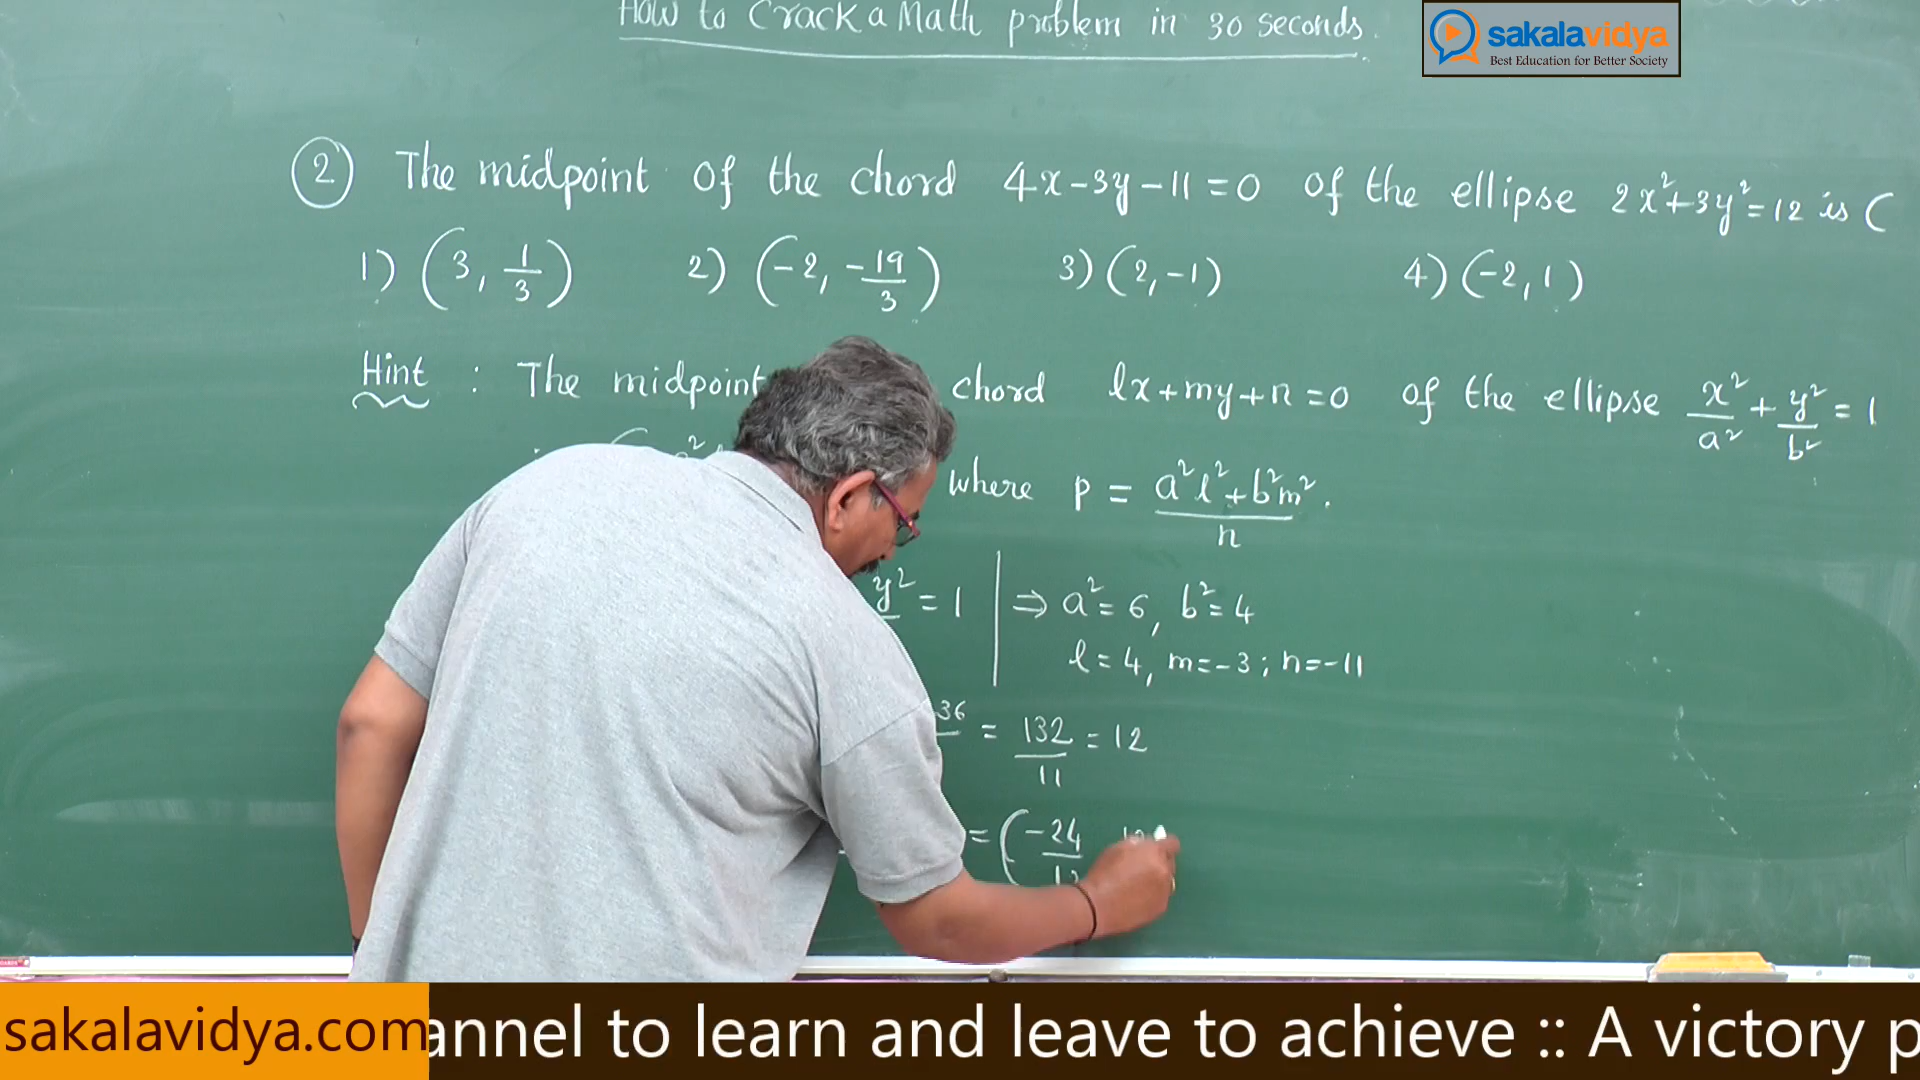 How to Crack a Math problem in 30 seconds.
sakalavidya
Best Education for Better Society
(2) The midpoint of the chord 4x-3y-11=0 of the ellipse 2x²+3y²=12 is (
1) (3, 1/3) 2) (-2, -19/3) 3) (2,-1) 4) (-2,1)
Hint : The midpoint chord lx+my+n=0 of the ellipse x²/a² + y²/b² = 1
where p = (a²l²+b²m²)/n .
y² = 1 ⇒ a²=6, b²=4
l=4, m=-3; n=-11
36 = 132/11 = 12
= (-24/12
sakalavidya.com
annel to learn and leave to achieve :: A victory p